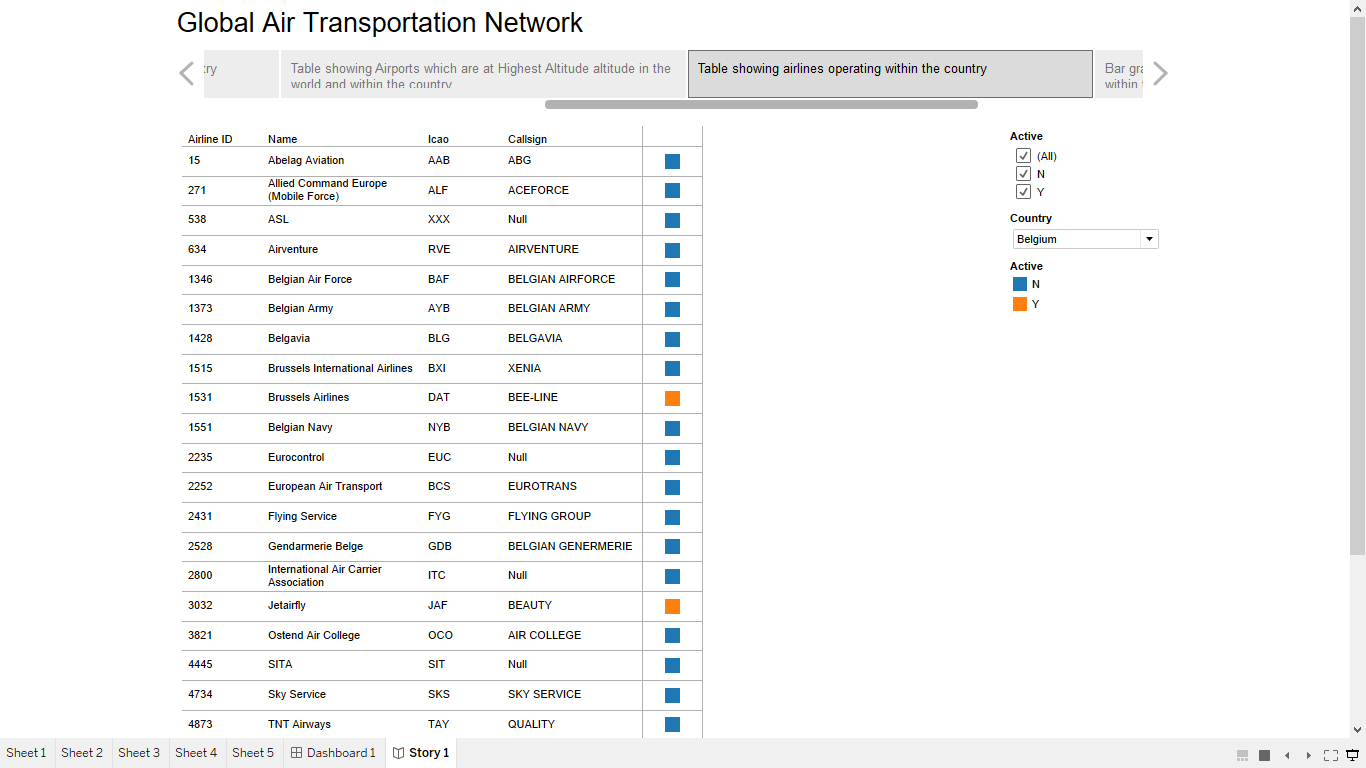 Global Air Transportation Network
Table showing Airports which are at Highest Altitude altitude in the
world and within the country
Table showing airlines operating within the country
Airline ID Name Icao Callsign
15 Abelag Aviation AAB ABG
271 Allied Command Europe (Mobile Force) ALF ACEFORCE
538 ASL XXX Null
634 Airventure RVE AIRVENTURE
1346 Belgian Air Force BAF BELGIAN AIRFORCE
1373 Belgian Army AYB BELGIAN ARMY
1428 Belgavia BLG BELGAVIA
1515 Brussels International Airlines BXI XENIA
1531 Brussels Airlines DAT BEE-LINE
1551 Belgian Navy NYB BELGIAN NAVY
2235 Eurocontrol EUC Null
2252 European Air Transport BCS EUROTRANS
2431 Flying Service FYG FLYING GROUP
2528 Gendarmerie Belge GDB BELGIAN GENERMERIE
2800 International Air Carrier Association ITC Null
3032 Jetairfly JAF BEAUTY
3821 Ostend Air College OCO AIR COLLEGE
4445 SITA SIT Null
4734 Sky Service SKS SKY SERVICE
4873 TNT Airways TAY QUALITY
Active
(All)
N
Y
Country
Belgium
Active
N
Y
Sheet 1 Sheet 2 Sheet 3 Sheet 4 Sheet 5 Dashboard 1 Story 1